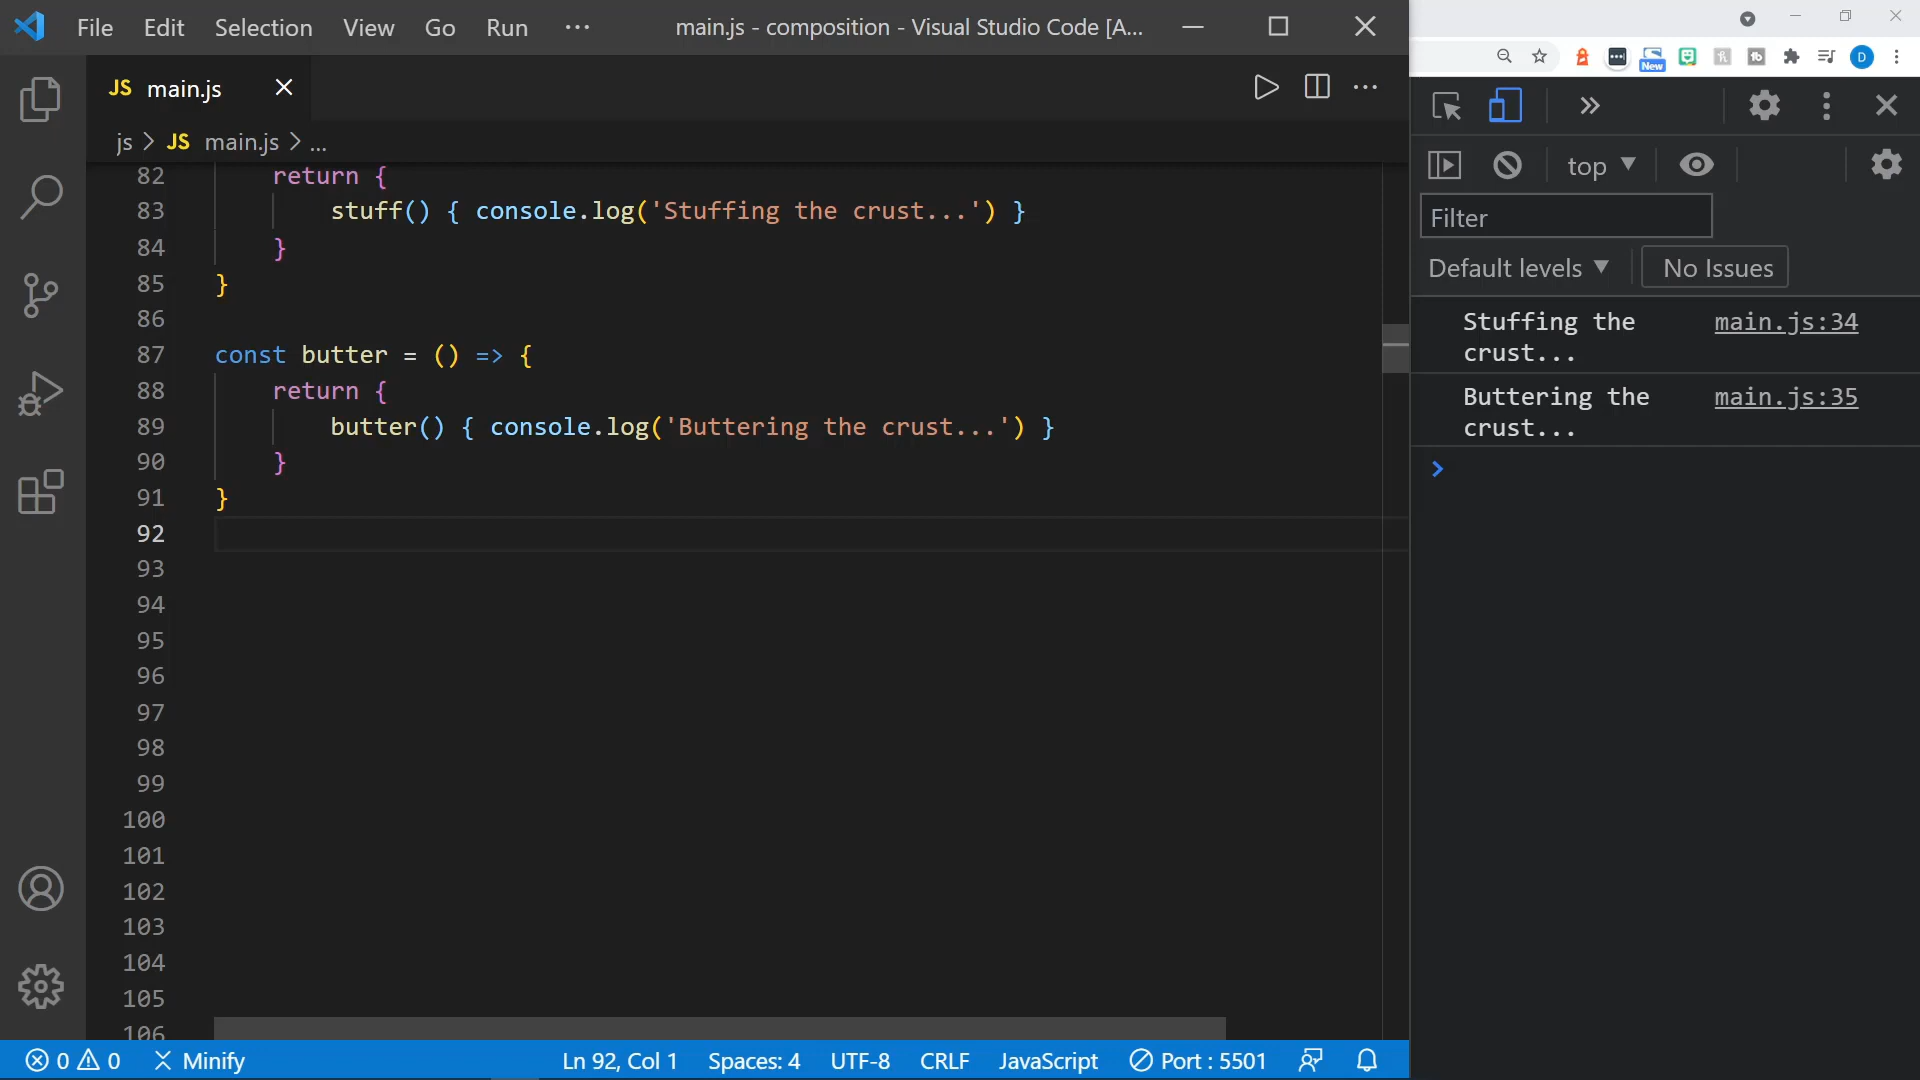 File Edit Selection View Go Run ··· main.js - composition - Visual Studio Code [A...
JS main.js
js > JS main.js > ...
82 return {
83 stuff() { console.log('Stuffing the crust...') }
84 }
85 }
86
87 const butter = () => {
88 return {
89 butter() { console.log('Buttering the crust...') }
90 }
91 }
92
93
94
95
96
97
98
99
100
101
102
103
104
105
106
0 0 Minify Ln 92, Col 1 Spaces: 4 UTF-8 CRLF JavaScript Port : 5501
New D
top
Filter
Default levels No Issues
Stuffing the main.js:34
crust...
Buttering the main.js:35
crust...